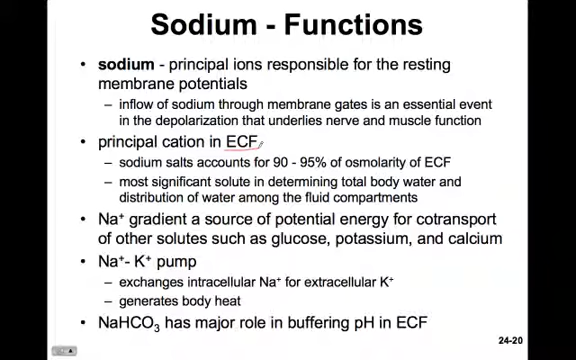 Sodium - Functions
• sodium - principal ions responsible for the resting
membrane potentials
– inflow of sodium through membrane gates is an essential event
in the depolarization that underlies nerve and muscle function
• principal cation in ECF
– sodium salts accounts for 90 - 95% of osmolarity of ECF
– most significant solute in determining total body water and
distribution of water among the fluid compartments
• Na⁺ gradient a source of potential energy for cotransport
of other solutes such as glucose, potassium, and calcium
• Na⁺- K⁺ pump
– exchanges intracellular Na⁺ for extracellular K⁺
– generates body heat
• NaHCO₃ has major role in buffering pH in ECF
24-20